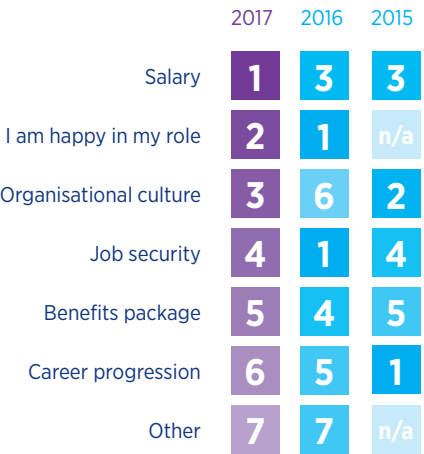 2017 2016 2015
Salary 1 3 3
I am happy in my role 2 1 n/a
Organisational culture 3 6 2
Job security 4 1 4
Benefits package 5 4 5
Career progression 6 5 1
Other 7 7 n/a